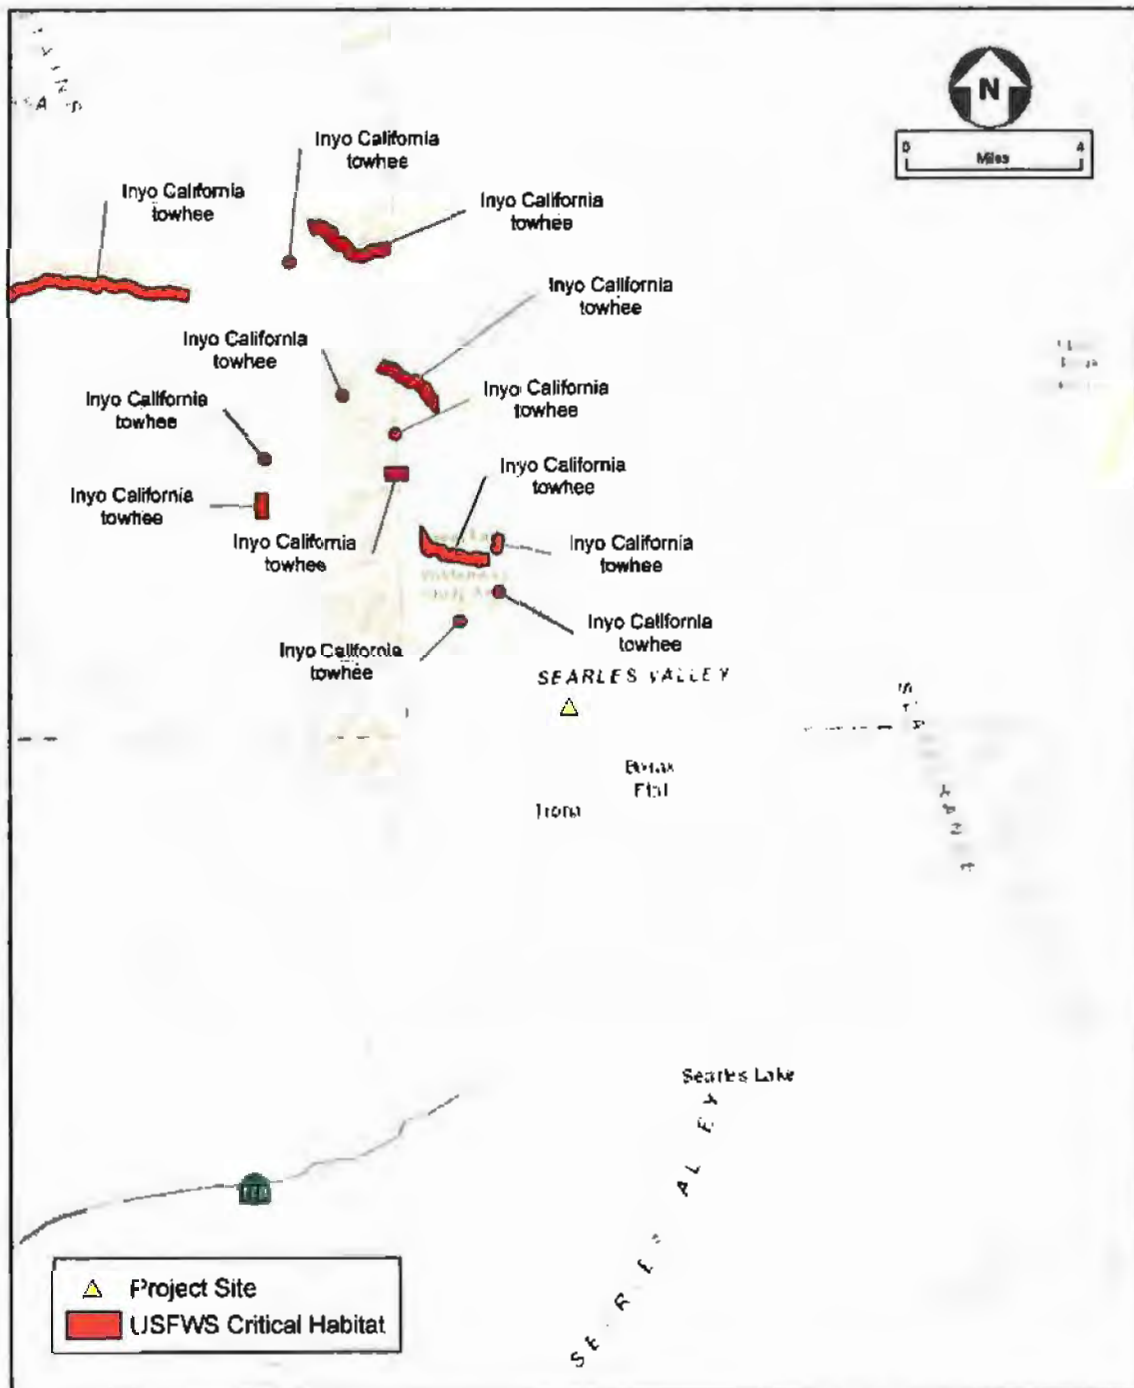 N
0 4
Miles
Inyo California
towhee
Inyo California
towhee
Inyo California
towhee
Inyo California
towhee
Inyo California
towhee
Inyo California
towhee
Inyo California
towhee
Inyo California
towhee
Inyo California
towhee
Inyo California
towhee
Inyo California
towhee
Inyo California
towhee
Inyo California
towhee
SEARLES VALLEY
Borax
Flat
Trona
Searles Lake
Project Site
USFWS Critical Habitat